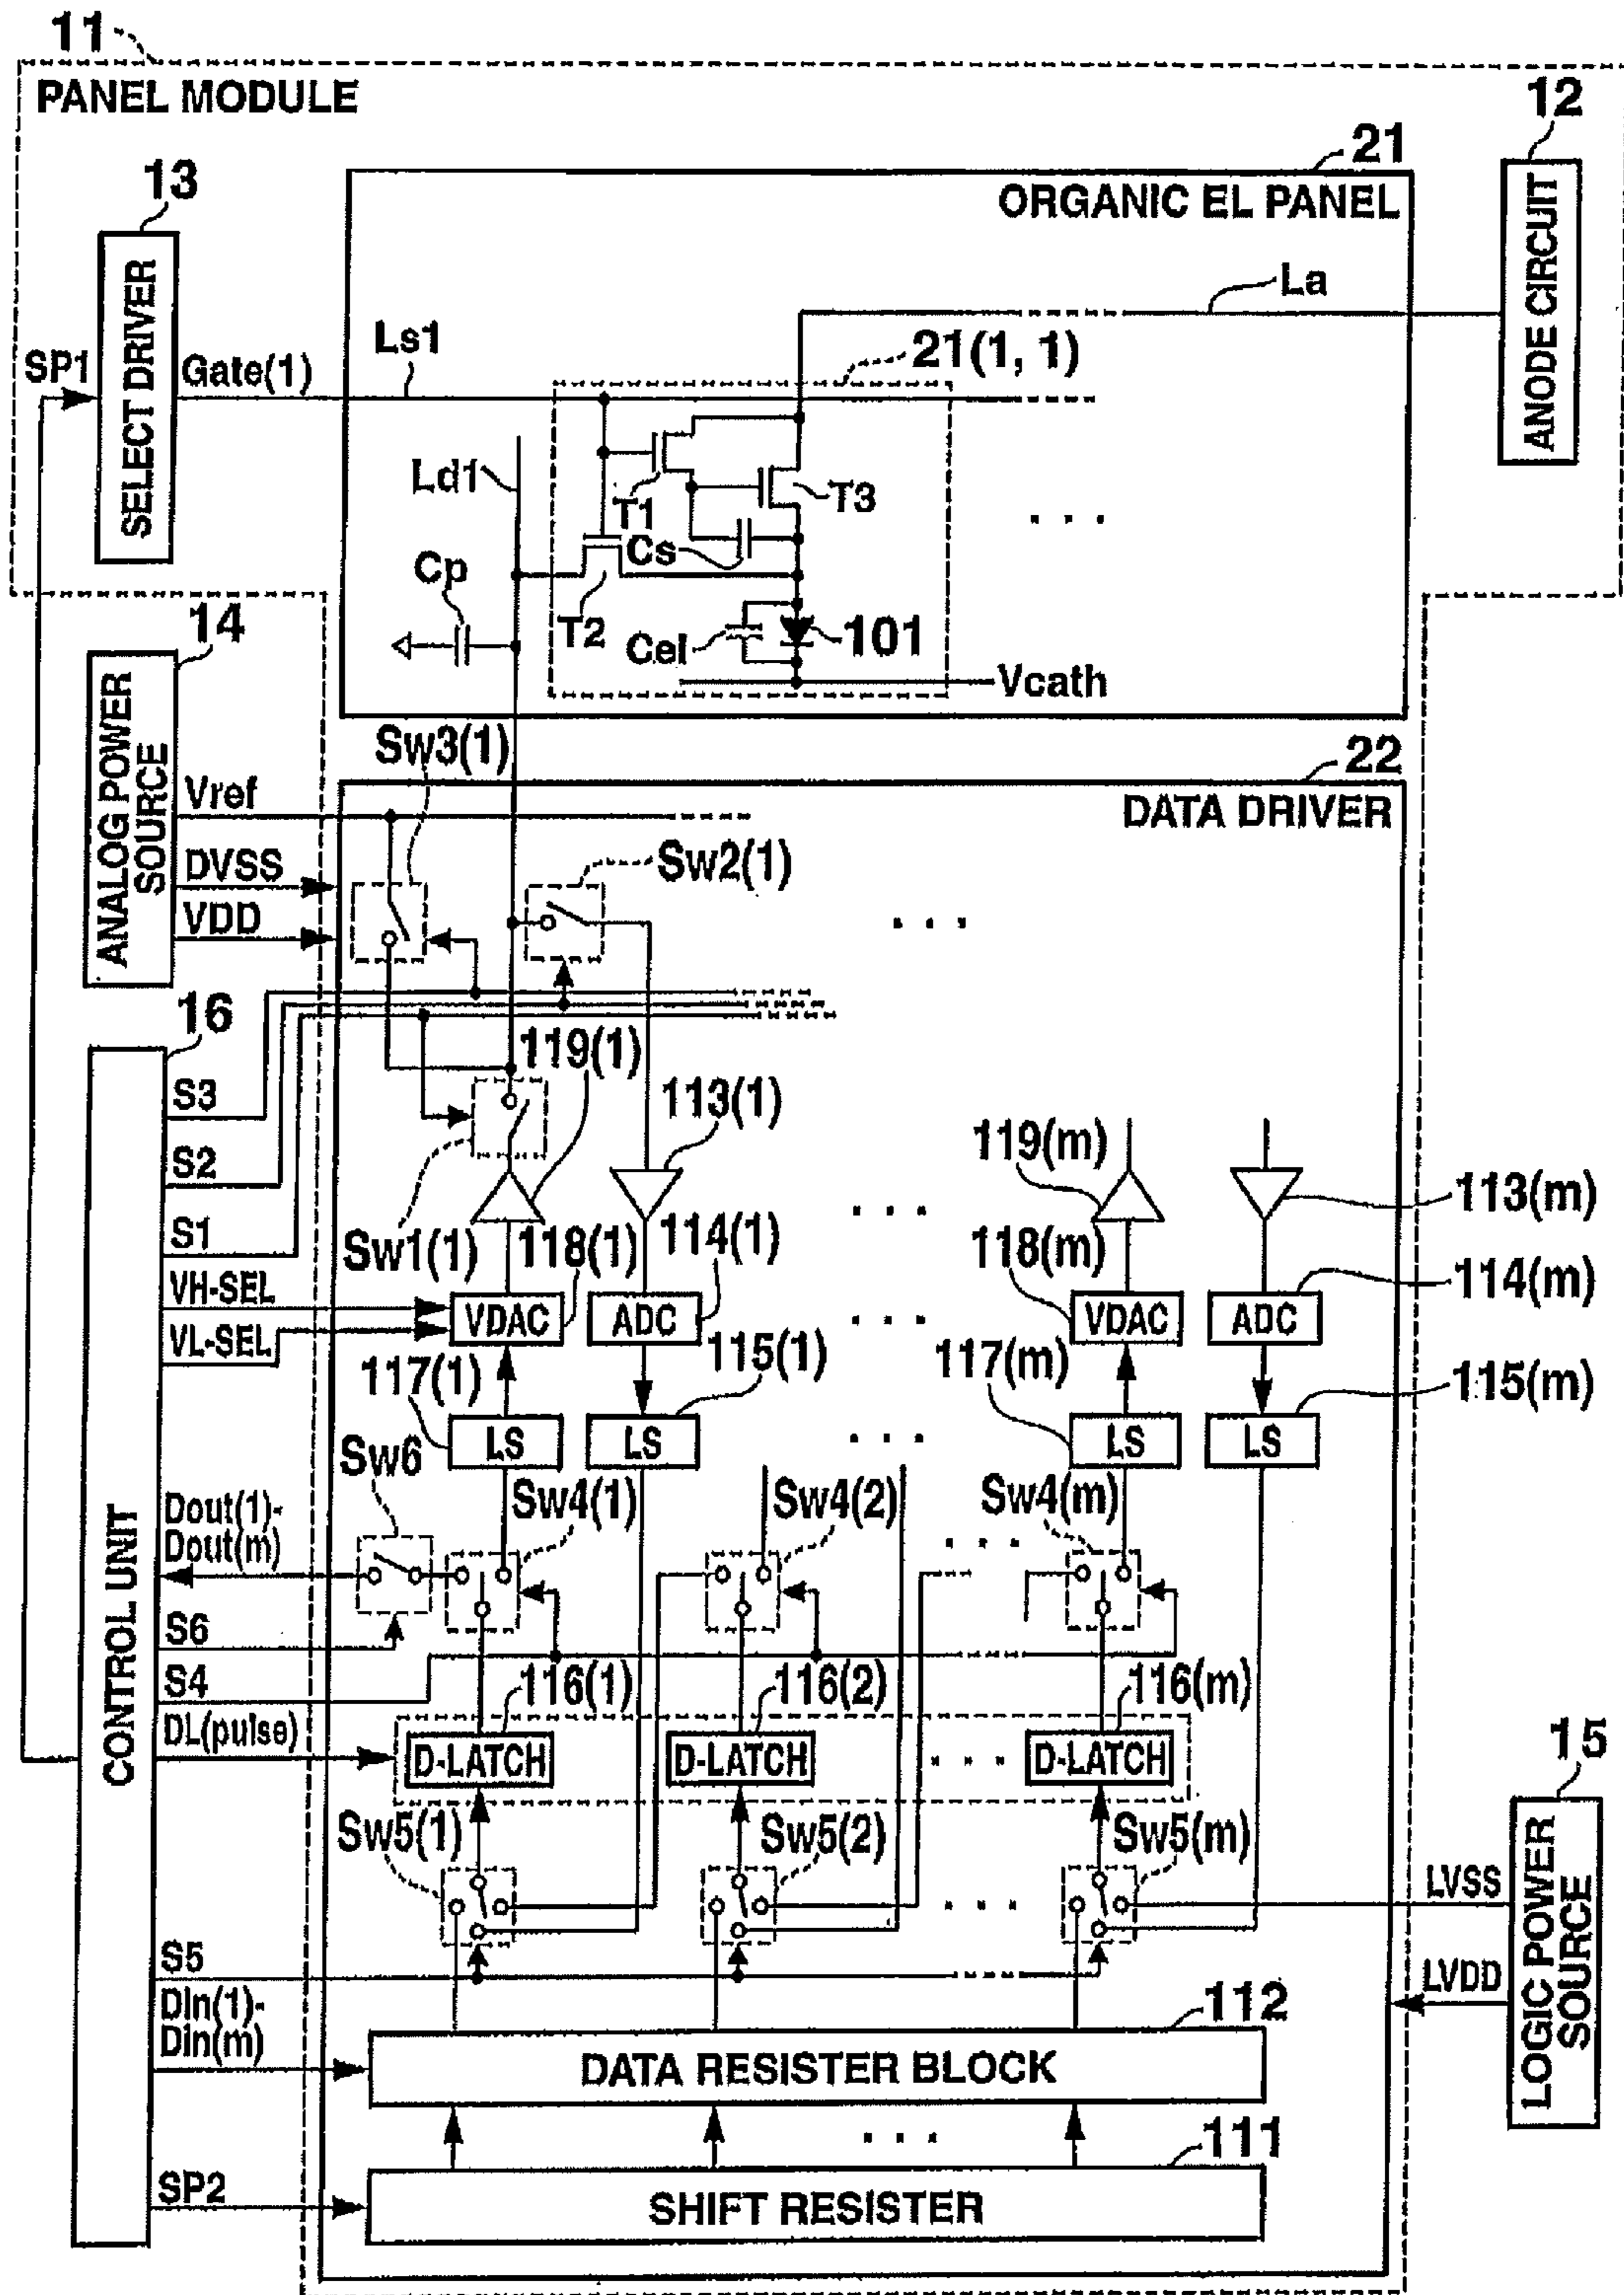 11
PANEL MODULE
12
21
13
ORGANIC EL PANEL
ANODE CIRCUIT
SELECT DRIVER
La
Ls1
21(1, 1)
SP1
Gate(1)
Ld1
T1
T3
Cs
Cp
T2
Cel
101
Vcath
14
ANALOG POWER
SOURCE
Sw3(1)
22
Vref
DATA DRIVER
DVSS
Sw2(1)
VDD
16
CONTROL UNIT
119(1)
S3
113(1)
S2
119(m)
113(m)
S1
Sw1(1)
118(1)
114(1)
118(m)
114(m)
VH-SEL
VDAC
ADC
VDAC
ADC
VL-SEL
117(1)
115(1)
117(m)
115(m)
LS
LS
LS
LS
Sw6
Dout(1)-
Dout(m)
Sw4(1)
Sw4(2)
Sw4(m)
S6
S4
116(1)
116(2)
116(m)
DL(pulse)
D-LATCH
D-LATCH
D-LATCH
15
Sw5(1)
Sw5(2)
Sw5(m)
LVSS
LOGIC POWER
SOURCE
S5
LVDD
Din(1)-
Din(m)
112
DATA RESISTER BLOCK
111
SP2
SHIFT RESISTER